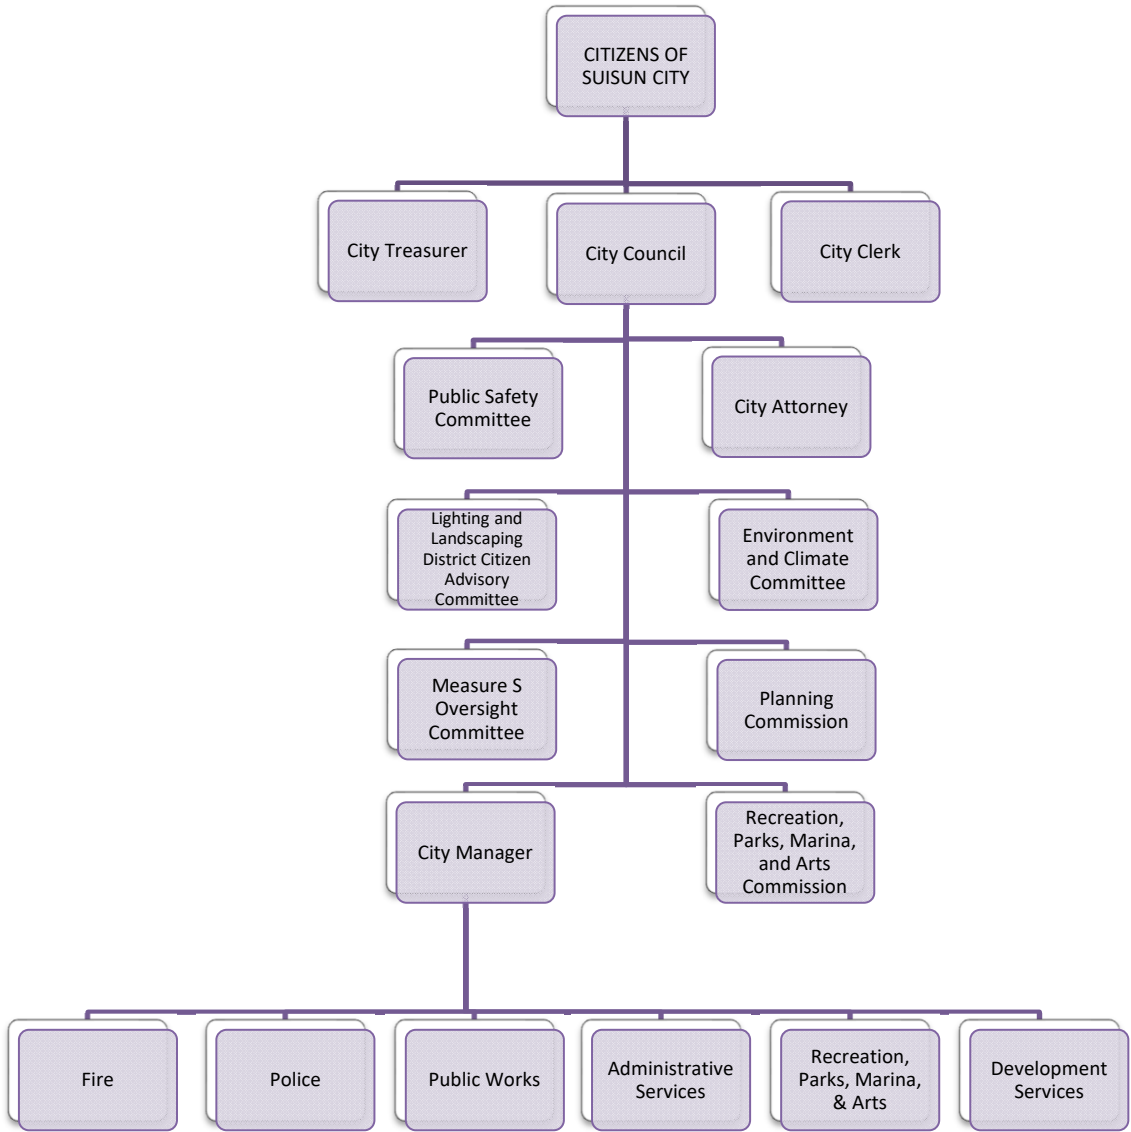 CITIZENS OF
SUISUN CITY
City Treasurer
City Council
City Clerk
Public Safety
Committee
City Attorney
Lighting and
Landscaping
District Citizen
Advisory
Committee
Environment
and Climate
Committee
Measure S
Oversight
Committee
Planning
Commission
City Manager
Recreation,
Parks, Marina,
and Arts
Commission
Fire
Police
Public Works
Administrative
Services
Recreation,
Parks, Marina,
& Arts
Development
Services